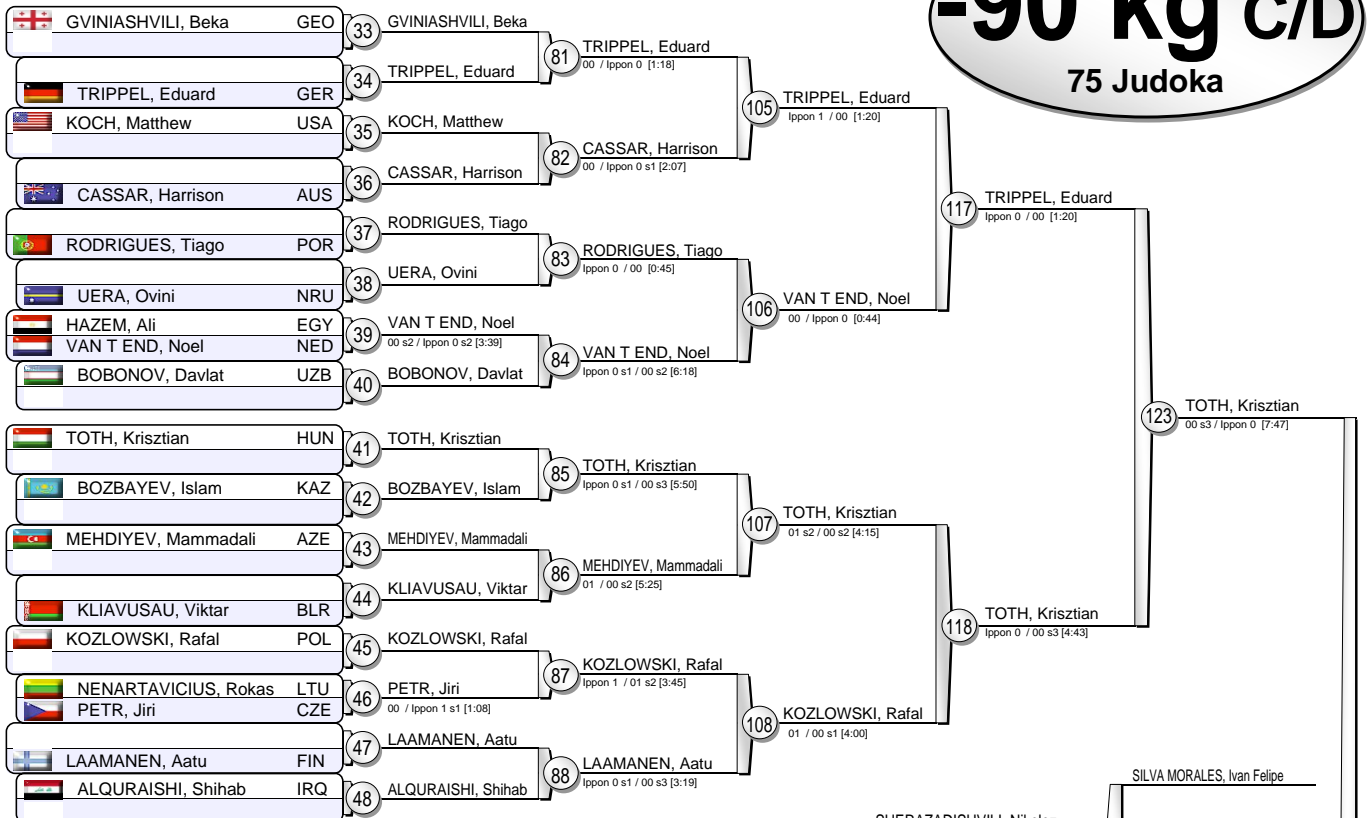 -90 kg C/D
75 Judoka
GVINIASHVILI, Beka GEO
TRIPPEL, Eduard GER
KOCH, Matthew USA
CASSAR, Harrison AUS
RODRIGUES, Tiago POR
UERA, Ovini NRU
HAZEM, Ali EGY
VAN T END, Noel NED
BOBONOV, Davlat UZB
TOTH, Krisztian HUN
BOZBAYEV, Islam KAZ
MEHDIYEV, Mammadali AZE
KLIAVUSAU, Viktar BLR
KOZLOWSKI, Rafal POL
NENARTAVICIUS, Rokas LTU
PETR, Jiri CZE
LAAMANEN, Aatu FIN
ALQURAISHI, Shihab IRQ
33 GVINIASHVILI, Beka
34 TRIPPEL, Eduard
35 KOCH, Matthew
36 CASSAR, Harrison
37 RODRIGUES, Tiago
38 UERA, Ovini
39 VAN T END, Noel
00 s2 / Ippon 0 s2 [3:39]
40 BOBONOV, Davlat
41 TOTH, Krisztian
42 BOZBAYEV, Islam
43 MEHDIYEV, Mammadali
44 KLIAVUSAU, Viktar
45 KOZLOWSKI, Rafal
46 PETR, Jiri
00 / Ippon 1 s1 [1:08]
47 LAAMANEN, Aatu
48 ALQURAISHI, Shihab
81 TRIPPEL, Eduard
00 / Ippon 0 [1:18]
82 CASSAR, Harrison
00 / Ippon 0 s1 [2:07]
83 RODRIGUES, Tiago
Ippon 0 / 00 [0:45]
84 VAN T END, Noel
Ippon 0 s1 / 00 s2 [6:18]
85 TOTH, Krisztian
Ippon 0 s1 / 00 s3 [5:50]
86 MEHDIYEV, Mammadali
01 / 00 s2 [5:25]
87 KOZLOWSKI, Rafal
Ippon 1 / 01 s2 [3:45]
88 LAAMANEN, Aatu
Ippon 0 s1 / 00 s3 [3:19]
105 TRIPPEL, Eduard
Ippon 1 / 00 [1:20]
106 VAN T END, Noel
00 / Ippon 0 [0:44]
107 TOTH, Krisztian
01 s2 / 00 s2 [4:15]
108 KOZLOWSKI, Rafal
01 / 00 s1 [4:00]
117 TRIPPEL, Eduard
Ippon 0 / 00 [1:20]
118 TOTH, Krisztian
Ippon 0 / 00 s3 [4:43]
123 TOTH, Krisztian
00 s3 / Ippon 0 [7:47]
SILVA MORALES, Ivan Felipe